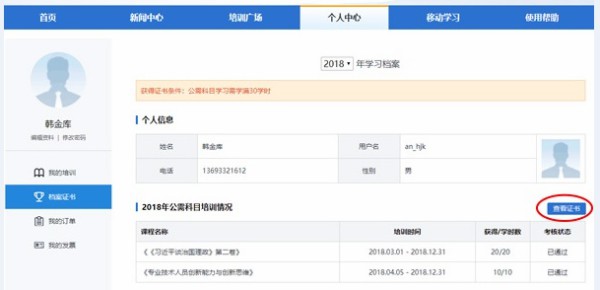 首页 新闻中心 培训广场 个人中心 移动学习 使用帮助
2018 年学习档案
获得证书条件：公需科目学习需学满30学时
韩金库
编辑资料 | 修改密码
我的培训
档案证书
我的订单
我的发票
个人信息
姓名 韩金库 用户名 an_hjk
电话 13693321612 性别 男
2018年公需科目培训情况 查看证书
课程名称 培训时间 获得/学时数 考核状态
《《习近平谈治国理政》第二卷》 2018.03.01 - 2018.12.31 20/20 已通过
《专业技术人员创新能力与创新思维》 2018.04.05 - 2018.12.31 10/10 已通过